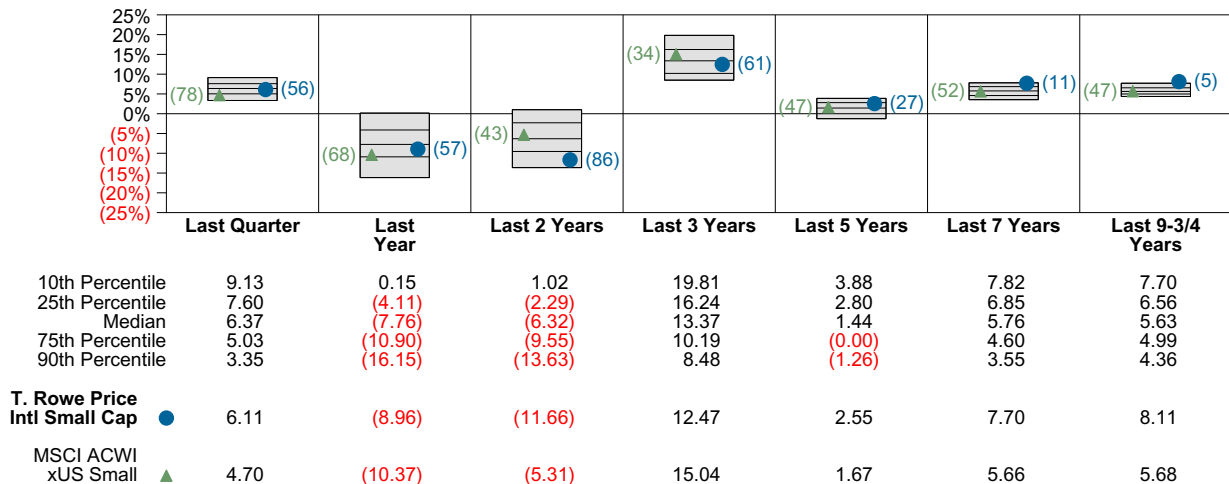 25%
20%
15%
10%
5%
0%
(5%)
(10%)
(15%)
(20%)
(25%)
(78) (56)
(68) (57)
(43) (86)
(34) (61)
(47) (27)
(52) (11)
(47) (5)
Last Quarter Last Year Last 2 Years Last 3 Years Last 5 Years Last 7 Years Last 9-3/4 Years
10th Percentile 9.13 0.15 1.02 19.81 3.88 7.82 7.70
25th Percentile 7.60 (4.11) (2.29) 16.24 2.80 6.85 6.56
Median 6.37 (7.76) (6.32) 13.37 1.44 5.76 5.63
75th Percentile 5.03 (10.90) (9.55) 10.19 (0.00) 4.60 4.99
90th Percentile 3.35 (16.15) (13.63) 8.48 (1.26) 3.55 4.36
T. Rowe Price
Intl Small Cap 6.11 (8.96) (11.66) 12.47 2.55 7.70 8.11
MSCI ACWI
xUS Small 4.70 (10.37) (5.31) 15.04 1.67 5.66 5.68